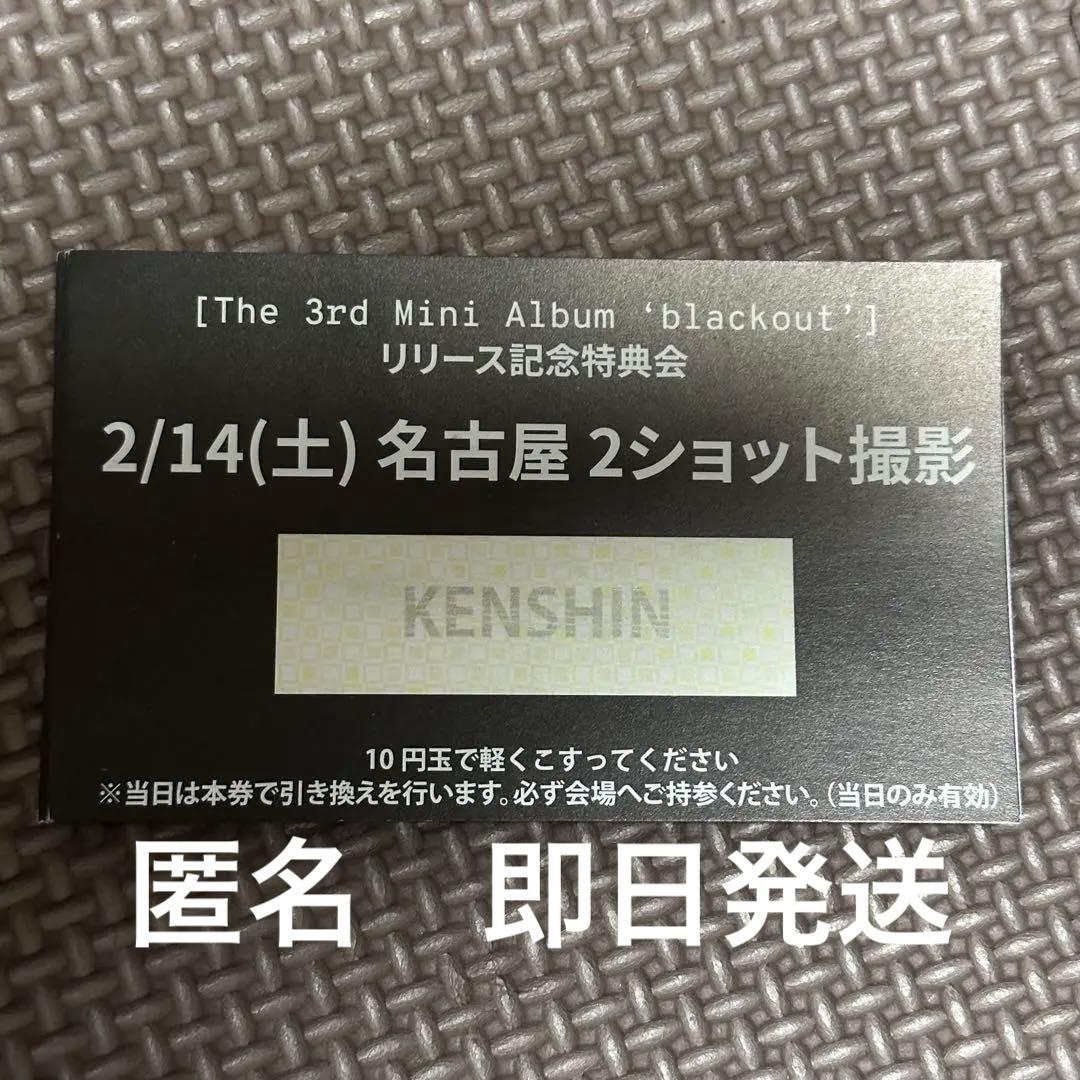 [The 3rd Mini Album ‘blackout’]
リリース記念特典会
2/14(土) 名古屋 2ショット撮影
KENSHIN
10 円玉で軽くこすってください
※当日は本券で引き換えを行います。必ず会場へご持参ください。（当日のみ有効）
匿名　即日発送